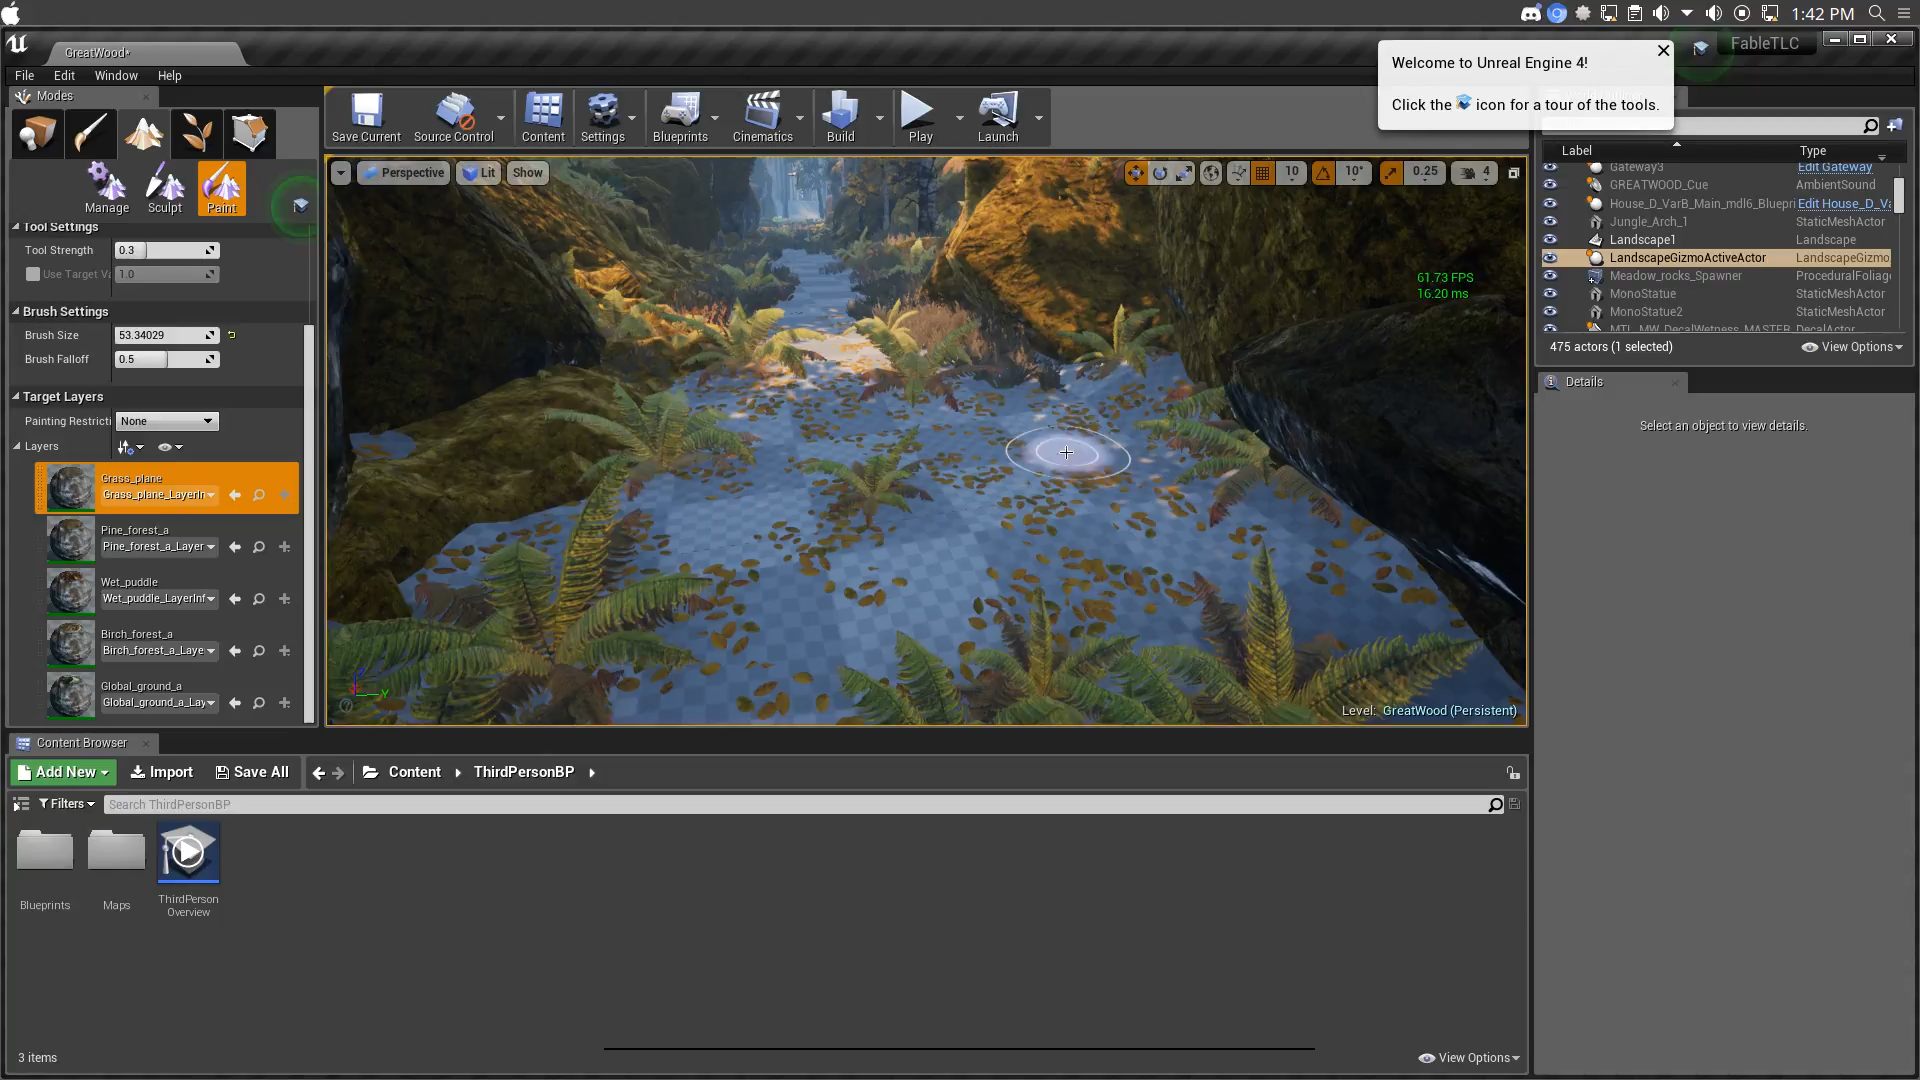 1:42 PM
GreatWood*
FableTLC
File Edit Window Help
Welcome to Unreal Engine 4!
Click the icon for a tour of the tools.
Modes
Save Current Source Control Content Settings Blueprints Cinematics Build Play Launch
Manage Sculpt Paint
Tool Settings
Tool Strength 0.3
Use Target Va 1.0
Brush Settings
Brush Size 53.34029
Brush Falloff 0.5
Target Layers
Painting Restricti None
Layers
Grass_plane
Grass_plane_LayerIn
Pine_forest_a
Pine_forest_a_Layer
Wet_puddle
Wet_puddle_LayerInf
Birch_forest_a
Birch_forest_a_Laye
Global_ground_a
Global_ground_a_Lay
Perspective Lit Show
10 10° 0.25 4
61.73 FPS
16.20 ms
Y
Level: GreatWood (Persistent)
Label Type
Gateway3 Edit Gateway
GREATWOOD_Cue AmbientSound
House_D_VarB_Main_mdl6_Bluepri Edit House_D_Va
Jungle_Arch_1 StaticMeshActor
Landscape1 Landscape
LandscapeGizmoActiveActor LandscapeGizmo
Meadow_rocks_Spawner ProceduralFoliag
MonoStatue StaticMeshActor
MonoStatue2 StaticMeshActor
MTL_MW_DecalWetness_MASTER DecalActor
475 actors (1 selected) View Options
Details
Select an object to view details.
Content Browser
Add New Import Save All Content ThirdPersonBP
Filters Search ThirdPersonBP
Blueprints
Maps
ThirdPerson
Overview
3 items View Options